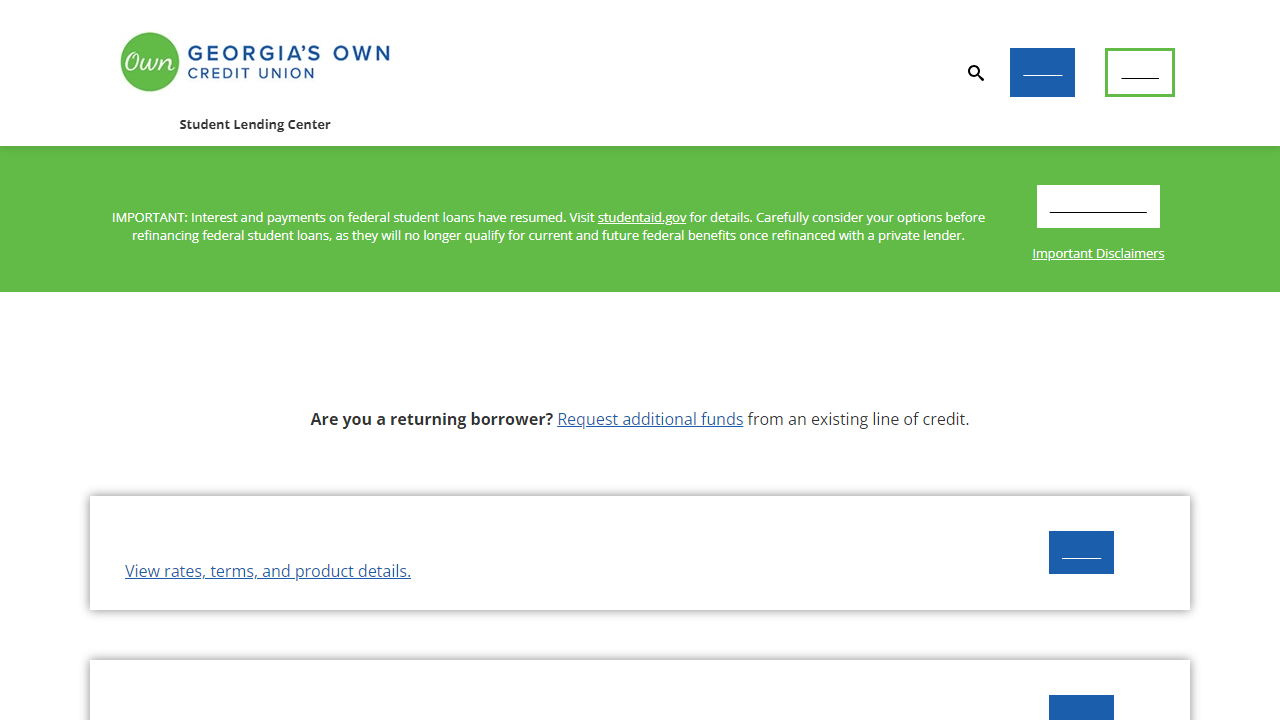 Own GEORGIA'S OWN
CREDIT UNION
Student Lending Center
IMPORTANT: Interest and payments on federal student loans have resumed. Visit studentaid.gov for details. Carefully consider your options before
refinancing federal student loans, as they will no longer qualify for current and future federal benefits once refinanced with a private lender.
Important Disclaimers
Are you a returning borrower? Request additional funds from an existing line of credit.
View rates, terms, and product details.